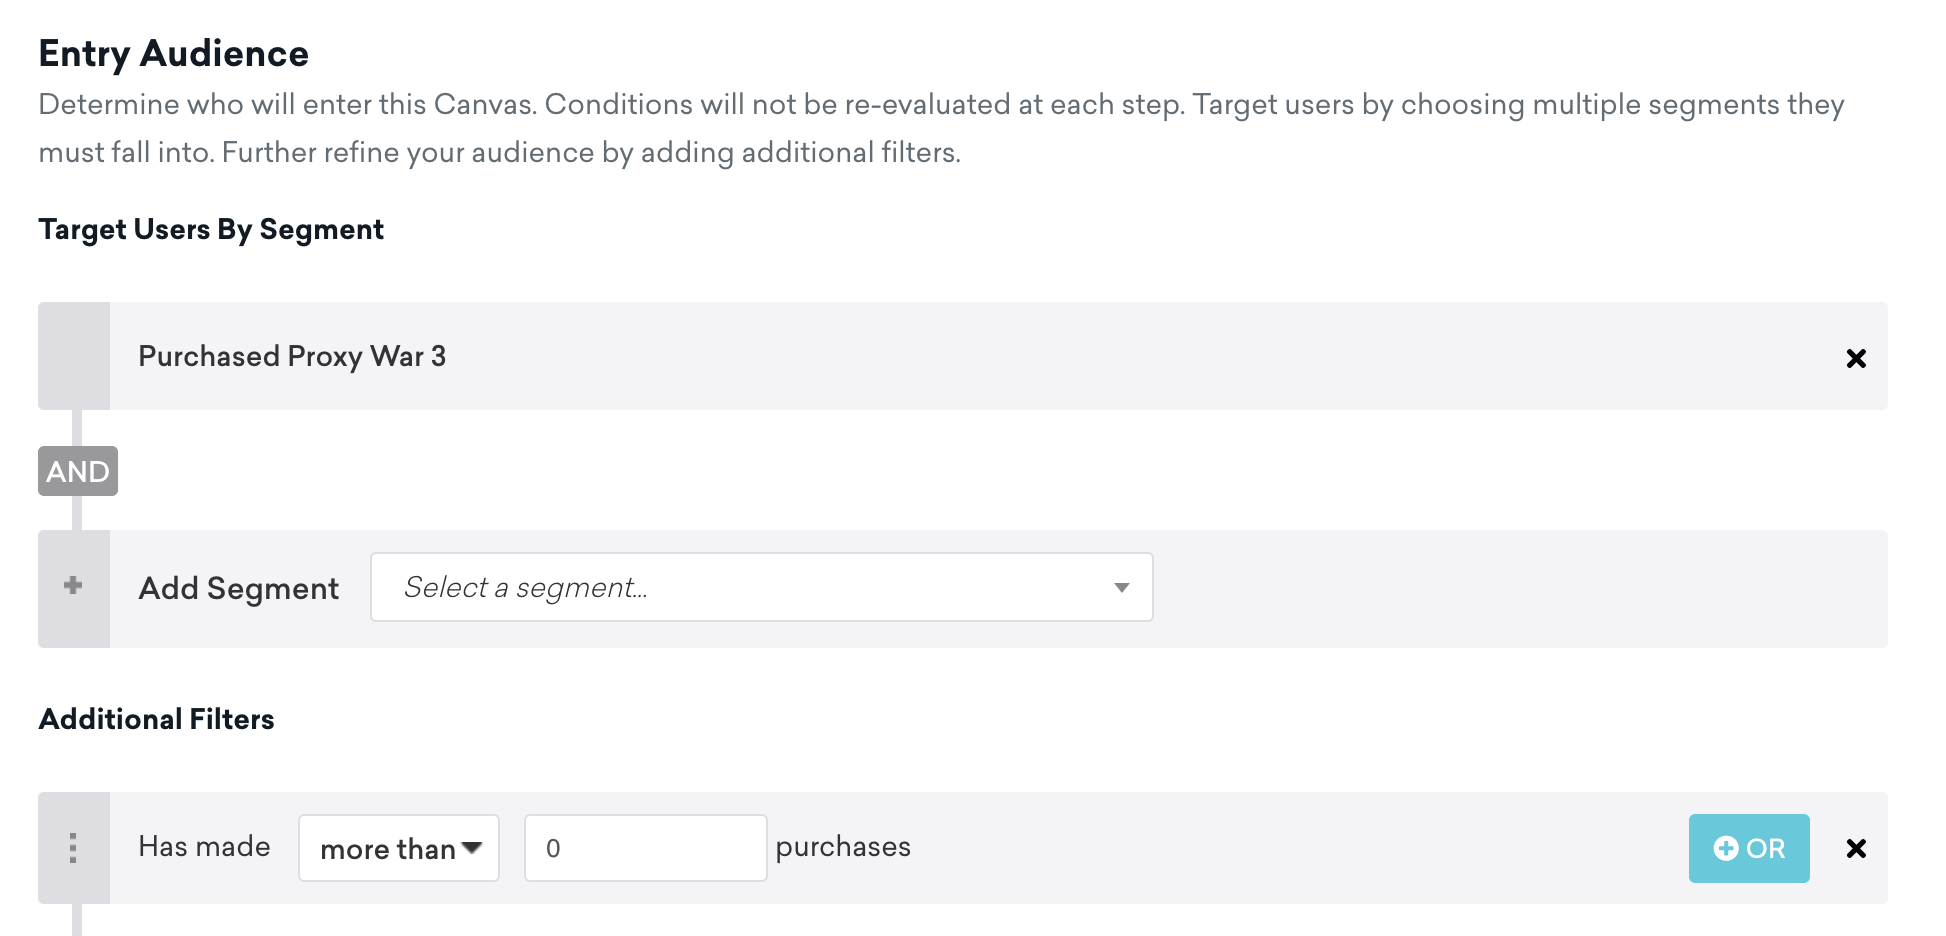 Entry Audience
Determine who will enter this Canvas. Conditions will not be re-evaluated at each step. Target users by choosing multiple segments they
must fall into. Further refine your audience by adding additional filters.
Target Users By Segment
Purchased Proxy War 3
AND
Add Segment Select a segment...
Additional Filters
Has made more than 0 purchases OR